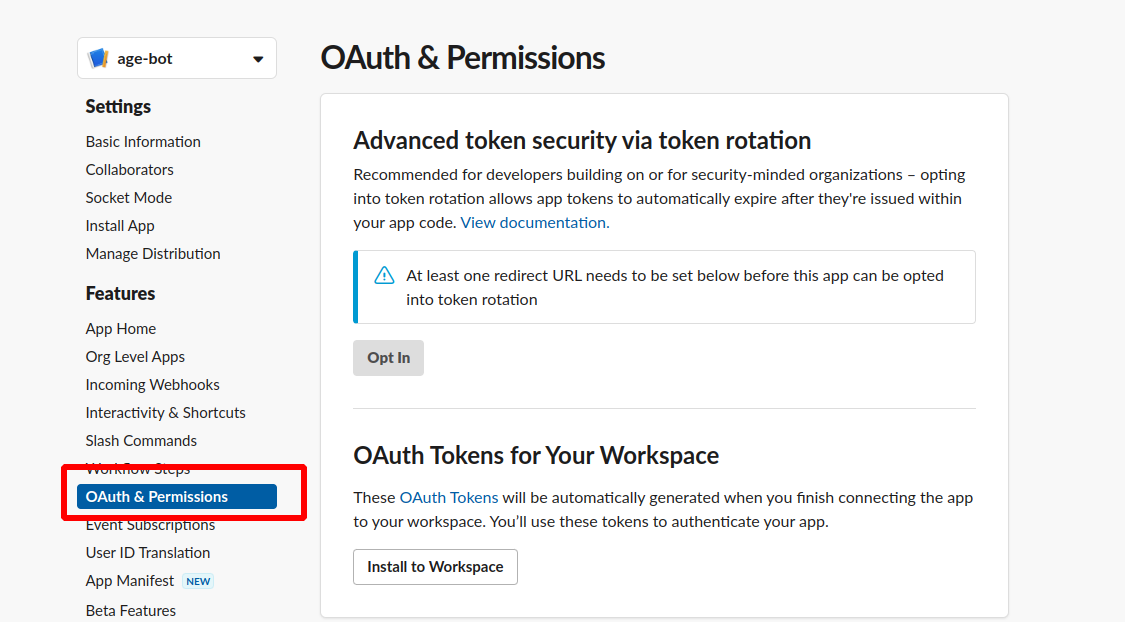 age-bot
Settings
Basic Information
Collaborators
Socket Mode
Install App
Manage Distribution
Features
App Home
Org Level Apps
Incoming Webhooks
Interactivity & Shortcuts
Slash Commands
Workflow Steps
OAuth & Permissions
Event Subscriptions
User ID Translation
App Manifest NEW
Beta Features
OAuth & Permissions
Advanced token security via token rotation
Recommended for developers building on or for security-minded organizations – opting
into token rotation allows app tokens to automatically expire after they're issued within
your app code. View documentation.
At least one redirect URL needs to be set below before this app can be opted
into token rotation
Opt In
OAuth Tokens for Your Workspace
These OAuth Tokens will be automatically generated when you finish connecting the app
to your workspace. You’ll use these tokens to authenticate your app.
Install to Workspace